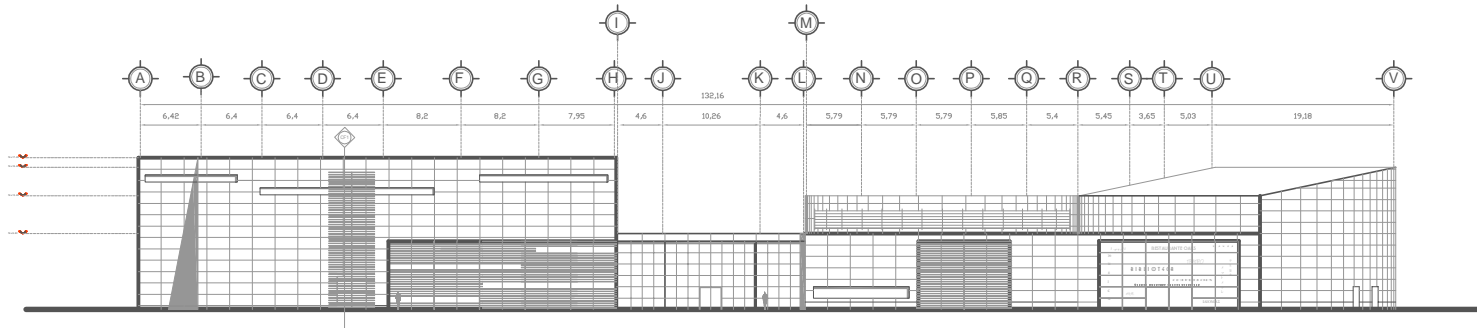 I M
A B C D E F G H J K L N O P Q R S T U V
132,16
6,42 6,4 6,4 6,4 8,2 8,2 7,95 4,6 10,26 4,6 5,79 5,79 5,79 5,85 5,4 5,45 3,65 5,03 19,18
BIBLIOTECA